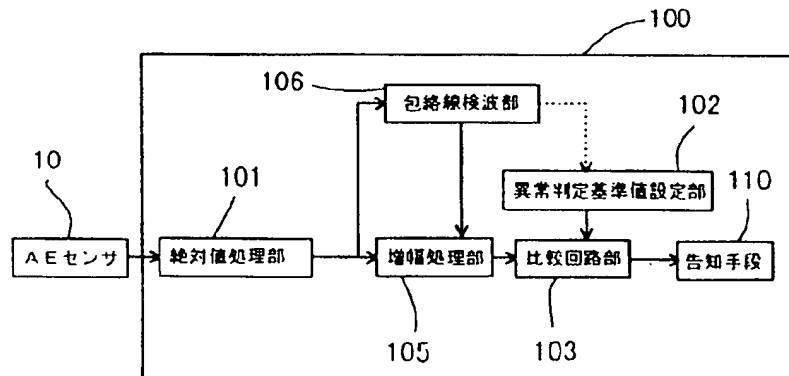 100
106
包絡線検波部
102
10
101
異常判定基準値設定部
110
AEセンサ
絶対値処理部
増幅処理部
比較回路部
告知手段
105
103